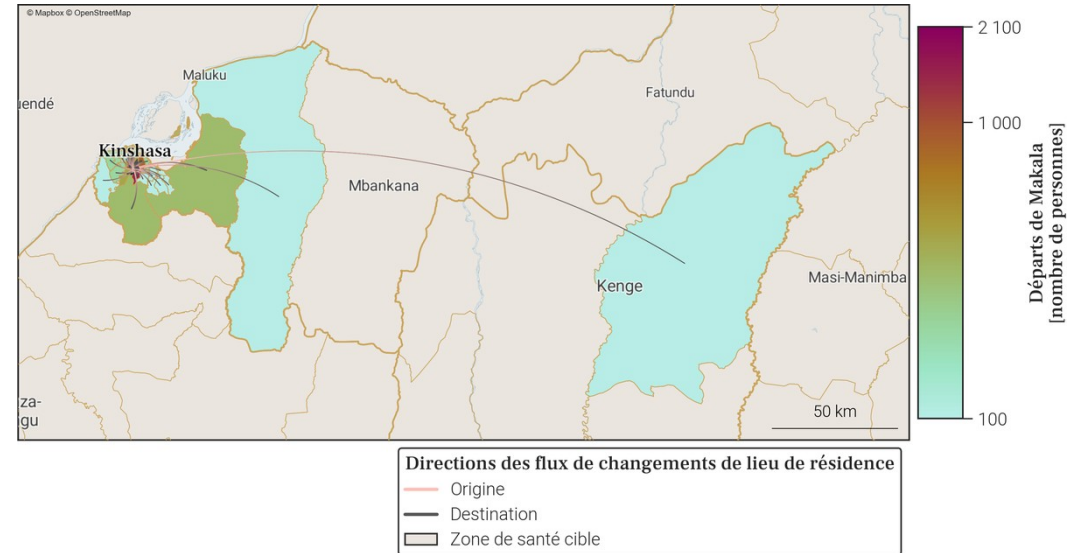 © Mapbox © OpenStreetMap
Maluku
Fatundu
Kinshasa
Mbankana
Kenge
Masi-Manimba
za-
gu
50 km
2 100
1 000
100
Départs de Makala
[nombre de personnes]
Directions des flux de changements de lieu de résidence
Origine
Destination
Zone de santé cible